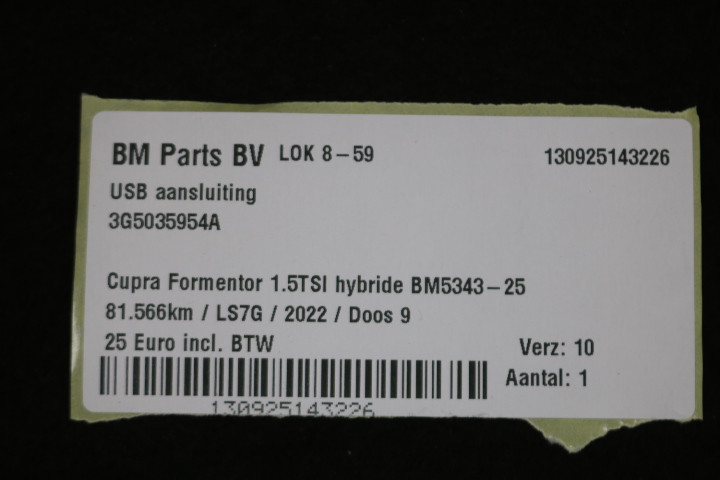 BM Parts BV LOK 8-59 130925143226
USB aansluiting
3G5035954A
Cupra Formentor 1.5TSI hybride BM5343-25
81.566km / LS7G / 2022 / Doos 9
25 Euro incl. BTW
Verz: 10
Aantal: 1
130925143226